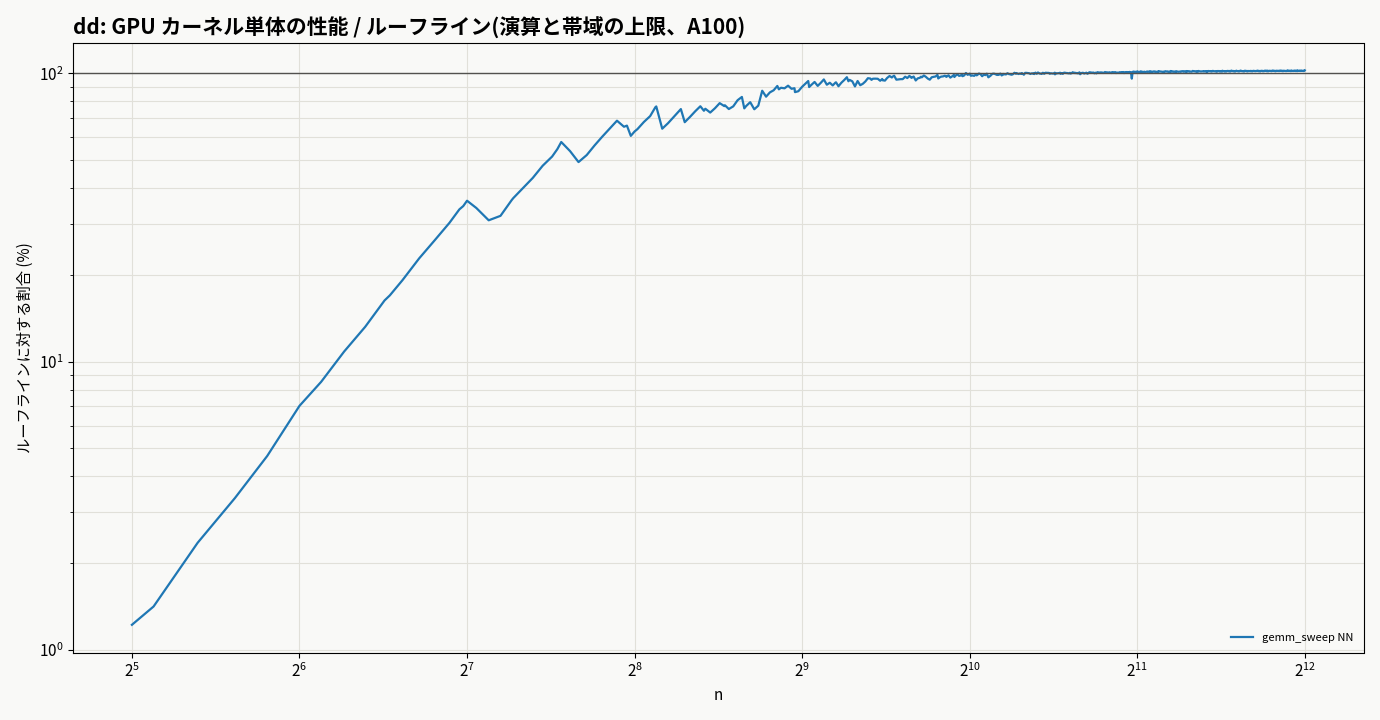 dd: GPU カーネル単体の性能 / ルーフライン(演算と帯域の上限、A100)
ルーフラインに対する割合 (%)
10²
10¹
10⁰
2⁵ 2⁶ 2⁷ 2⁸ 2⁹ 2¹⁰ 2¹¹ 2¹²
n
gemm_sweep NN